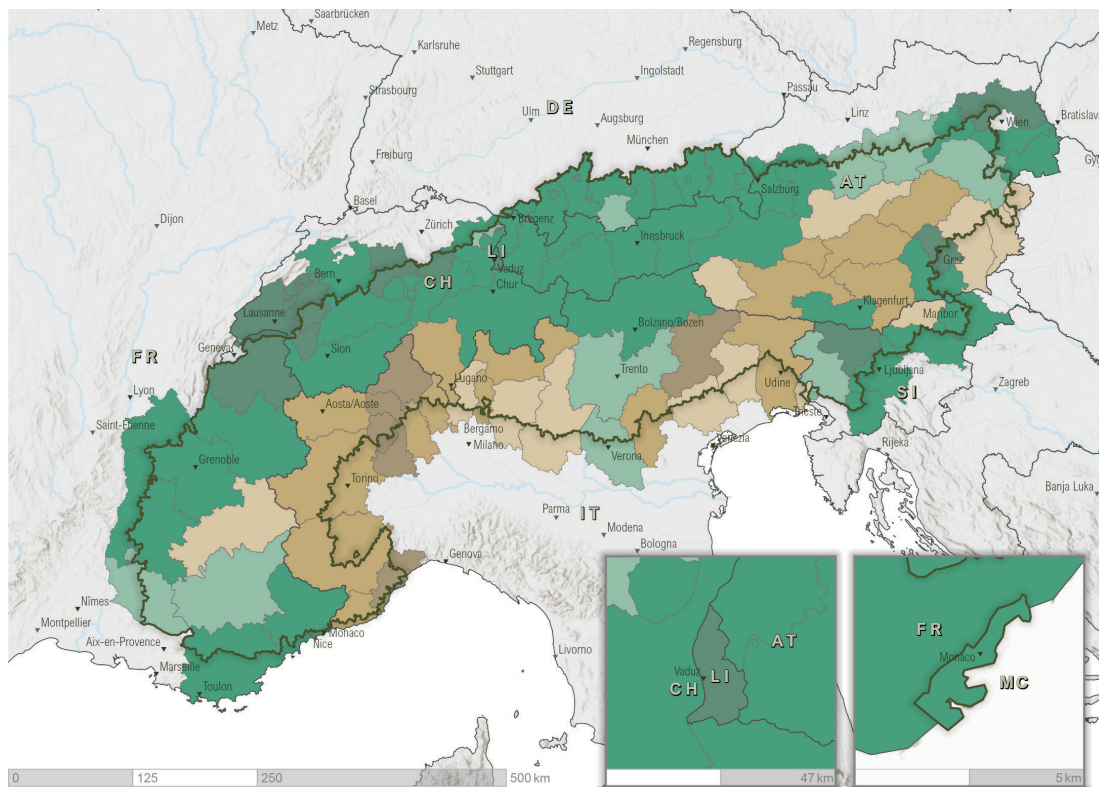 Saarbrücken
Metz
Karlsruhe
Regensburg
Stuttgart
Ingolstadt
Strasbourg
Passau
DE
Ulm
Augsburg
Linz
Wien
Bratislava
München
Freiburg
Győ
AT
Salzburg
Basel
Zürich
Bregenz
Dijon
Innsbruck
LI
Graz
Bern
CH
Vaduz
Chur
Klagenfurt
Lausanne
Maribor
Bolzano/Bozen
Geneva
FR
Sion
Ljubljana
Trento
Lugano
Udine
SI
Zagreb
Lyon
Aosta/Aoste
Trieste
Saint-Etienne
Bergamo
Milano
Venezia
Rijeka
Verona
Grenoble
Torino
Banja Luka
Parma
IT
Modena
Genova
Bologna
Nîmes
Montpellier
Monaco
Nice
Aix-en-Provence
Livorno
Marseille
Toulon
FR
AT
Monaco
Vaduz
LI
CH
MC
0
125
250
500 km
47 km
5 km